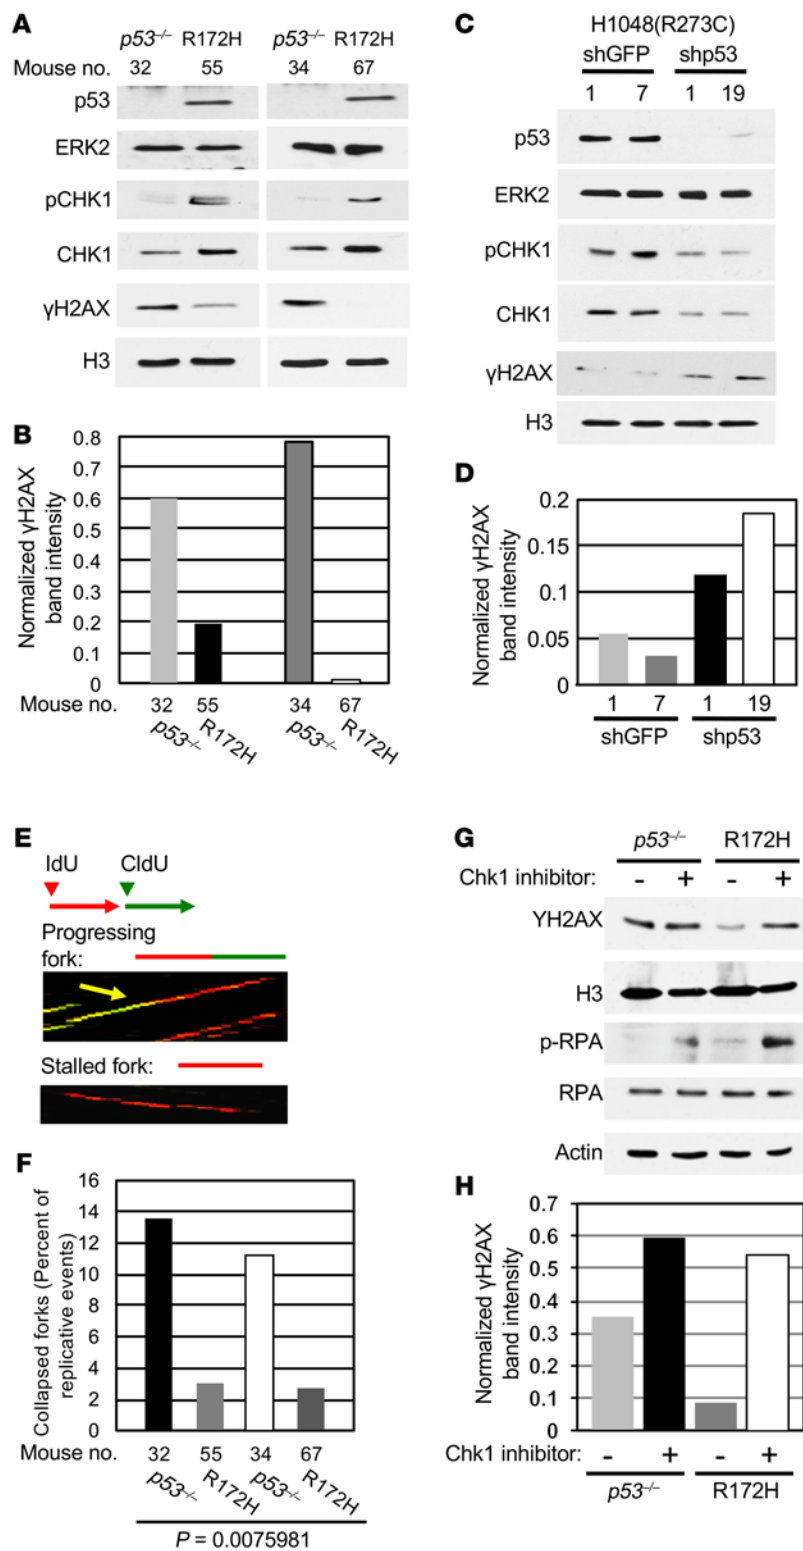 A
p53–/– R172H p53–/– R172H
Mouse no. 32 55 34 67
p53
ERK2
pCHK1
CHK1
γH2AX
H3
B
Normalized γH2AX
band intensity
0.8
0.7
0.6
0.5
0.4
0.3
0.2
0.1
0
Mouse no. 32 55 34 67
p53–/– R172H p53–/– R172H
C
H1048(R273C)
shGFP shp53
1 7 1 19
p53
ERK2
pCHK1
CHK1
γH2AX
H3
D
Normalized γH2AX
band intensity
0.2
0.15
0.1
0.05
0
1 7 1 19
shGFP shp53
E
IdU CldU
Progressing
fork:
Stalled fork:
F
Collapsed forks (Percent of
replicative events)
16
14
12
10
8
6
4
2
0
Mouse no. 32 55 34 67
p53–/– R172H p53–/– R172H
P = 0.0075981
G
p53–/– R172H
Chk1 inhibitor: - + - +
YH2AX
H3
p-RPA
RPA
Actin
H
Normalized γH2AX
band intensity
0.7
0.6
0.5
0.4
0.3
0.2
0.1
0
Chk1 inhibitor: - + - +
p53–/– R172H